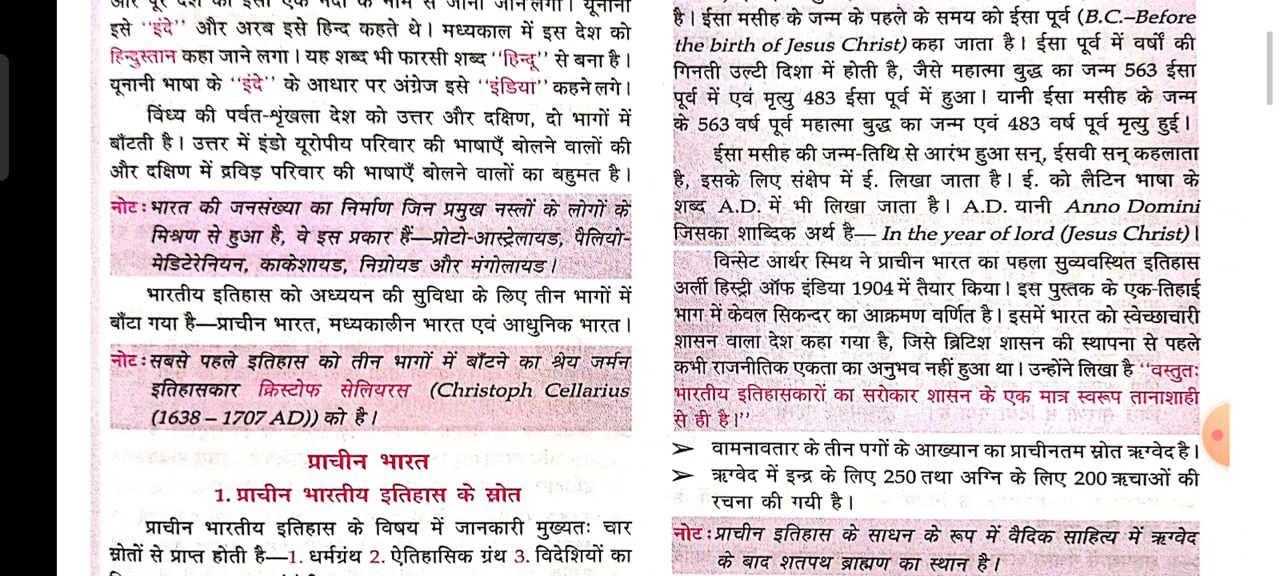 इसे "इंदे" और अरब इसे हिन्द कहते थे। मध्यकाल में इस देश को
हिन्दुस्तान कहा जाने लगा। यह शब्द भी फारसी शब्द "हिन्दू" से बना है।
यूनानी भाषा के "इंदे" के आधार पर अंग्रेज इसे "इंडिया" कहने लगे।
विंध्य की पर्वत-शृंखला देश को उत्तर और दक्षिण, दो भागों में
बाँटती है। उत्तर में इंडो यूरोपीय परिवार की भाषाएँ बोलने वालों की
और दक्षिण में द्रविड़ परिवार की भाषाएँ बोलने वालों का बहुमत है।
नोट : भारत की जनसंख्या का निर्माण जिन प्रमुख नस्लों के लोगों के
मिश्रण से हुआ है, वे इस प्रकार हैं—प्रोटो-आस्ट्रेलायड, पैलियो-
मेडिटेरेनियन, काकेशायड, निग्रोयड और मंगोलायड।
भारतीय इतिहास को अध्ययन की सुविधा के लिए तीन भागों में
बाँटा गया है—प्राचीन भारत, मध्यकालीन भारत एवं आधुनिक भारत।
नोट : सबसे पहले इतिहास को तीन भागों में बाँटने का श्रेय जर्मन
इतिहासकार क्रिस्टोफ सेलियरस (Christoph Cellarius
(1638 – 1707 AD)) को है।
प्राचीन भारत
1. प्राचीन भारतीय इतिहास के स्रोत
प्राचीन भारतीय इतिहास के विषय में जानकारी मुख्यतः चार
स्रोतों से प्राप्त होती है—1. धर्मग्रंथ 2. ऐतिहासिक ग्रंथ 3. विदेशियों का
है। ईसा मसीह के जन्म के पहले के समय को ईसा पूर्व (B.C.–Before
the birth of Jesus Christ) कहा जाता है। ईसा पूर्व में वर्षों की
गिनती उल्टी दिशा में होती है, जैसे महात्मा बुद्ध का जन्म 563 ईसा
पूर्व में एवं मृत्यु 483 ईसा पूर्व में हुआ। यानी ईसा मसीह के जन्म
के 563 वर्ष पूर्व महात्मा बुद्ध का जन्म एवं 483 वर्ष पूर्व मृत्यु हुई।
ईसा मसीह की जन्म-तिथि से आरंभ हुआ सन्, ईसवी सन् कहलाता
है, इसके लिए संक्षेप में ई. लिखा जाता है। ई. को लैटिन भाषा के
शब्द A.D. में भी लिखा जाता है। A.D. यानी Anno Domini
जिसका शाब्दिक अर्थ है— In the year of lord (Jesus Christ)।
विन्सेट आर्थर स्मिथ ने प्राचीन भारत का पहला सुव्यवस्थित इतिहास
अर्ली हिस्ट्री ऑफ इंडिया 1904 में तैयार किया। इस पुस्तक के एक-तिहाई
भाग में केवल सिकन्दर का आक्रमण वर्णित है। इसमें भारत को स्वेच्छाचारी
शासन वाला देश कहा गया है, जिसे ब्रिटिश शासन की स्थापना से पहले
कभी राजनीतिक एकता का अनुभव नहीं हुआ था। उन्होंने लिखा है "वस्तुतः
भारतीय इतिहासकारों का सरोकार शासन के एक मात्र स्वरूप तानाशाही
से ही है।"
➢ वामनावतार के तीन पगों के आख्यान का प्राचीनतम स्रोत ऋग्वेद है।
➢ ऋग्वेद में इन्द्र के लिए 250 तथा अग्नि के लिए 200 ऋचाओं की
रचना की गयी है।
नोट : प्राचीन इतिहास के साधन के रूप में वैदिक साहित्य में ऋग्वेद
के बाद शतपथ ब्राह्मण का स्थान है।